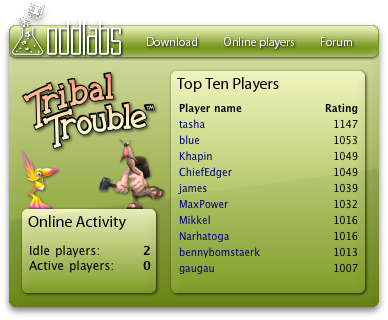 oddlabs
Download Online players Forum
Tribal
Trouble™
Top Ten Players
Player name Rating
tasha 1147
blue 1053
Khapin 1049
ChiefEdger 1049
james 1039
MaxPower 1032
Mikkel 1016
Narhatoga 1016
bennybomstaerk 1013
gaugau 1007
Online Activity
Idle players: 2
Active players: 0